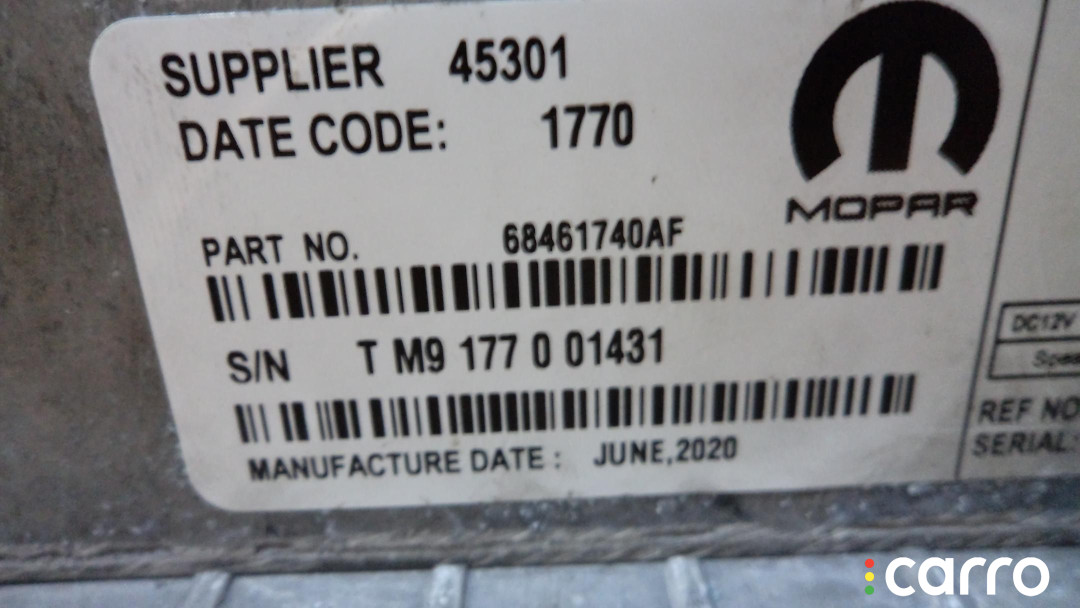 SUPPLIER 45301
DATE CODE: 1770
MOPAR
PART NO. 68461740AF
S/N T M9 177 0 01431
MANUFACTURE DATE : JUNE,2020
DC12V
REF NO
SERIAL:
carro